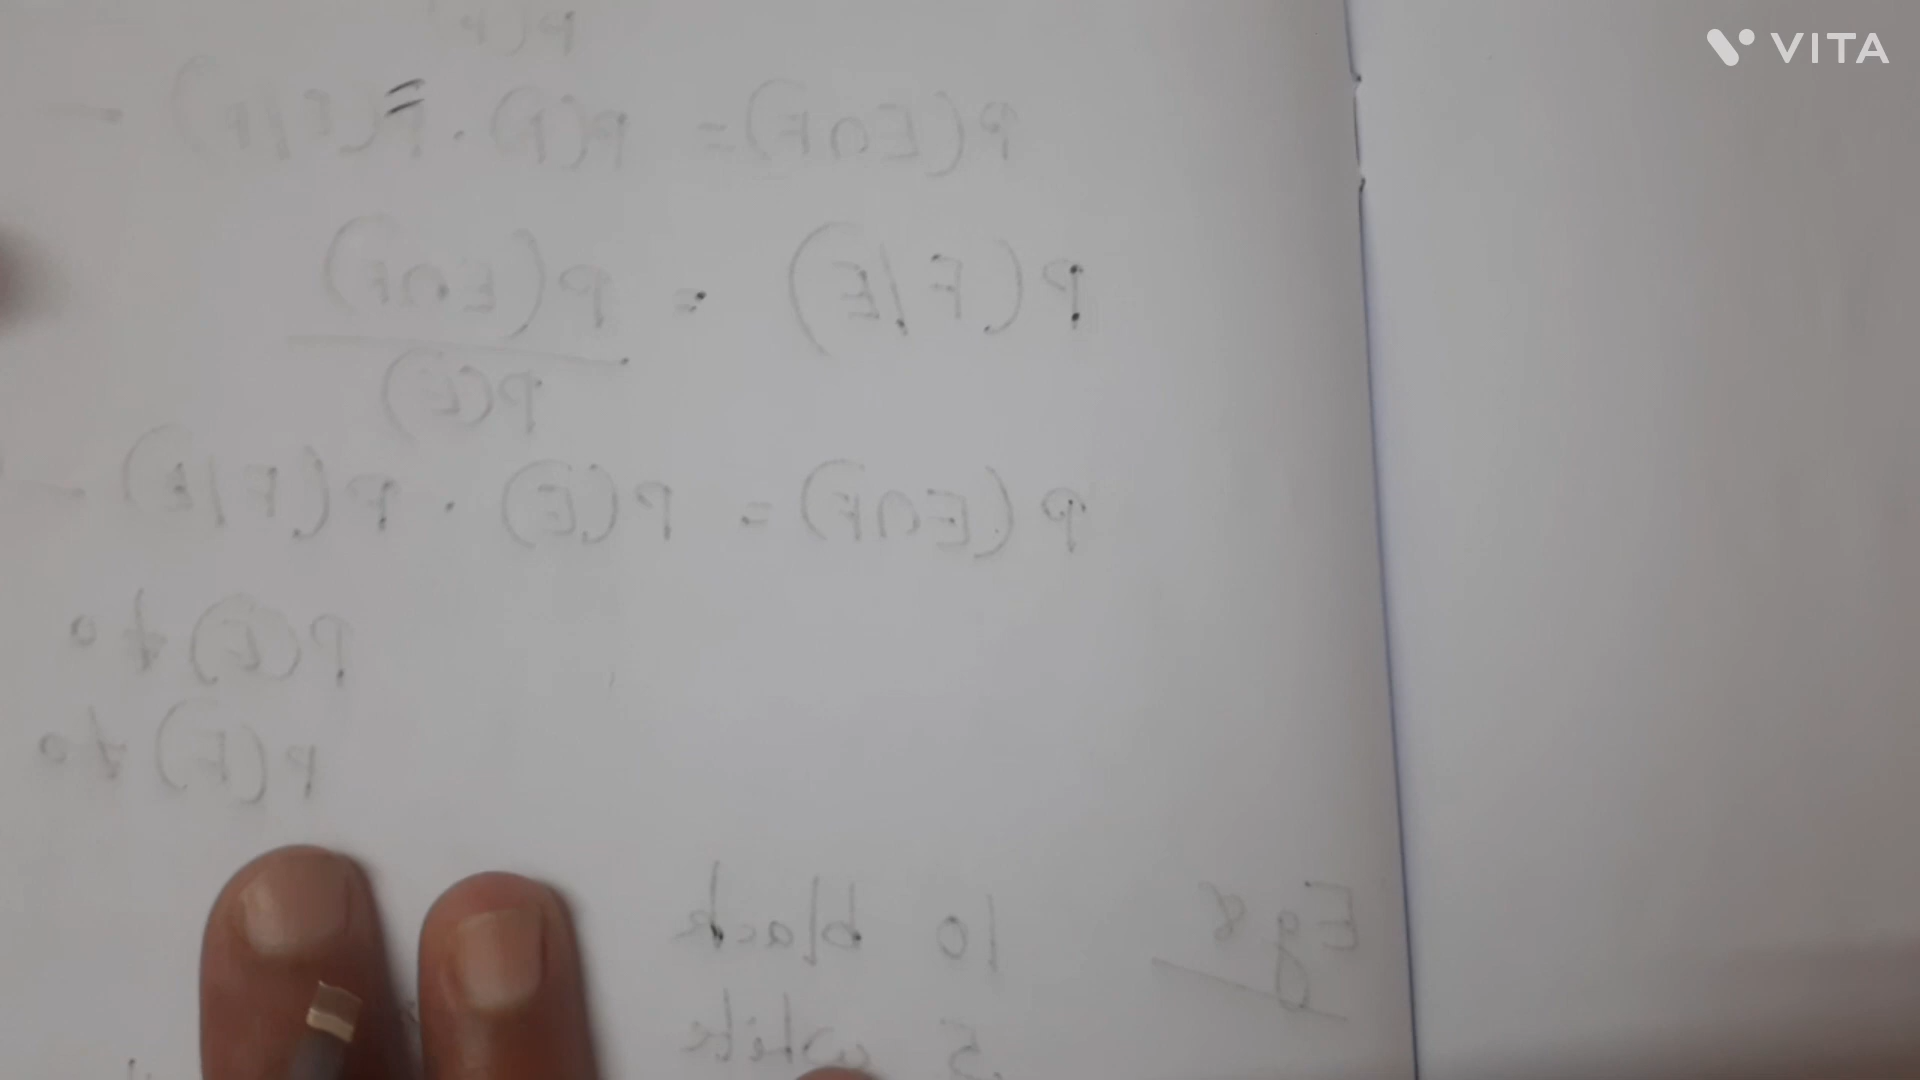 VITA
P(F)
P(E∩F) = P(F) . P(E/F) -
=
P(F/E) = P(E∩F)
P(E)
P(E∩F) = P(E) . P(F/E) -
P(E) ≠ 0
P(F) ≠ 0
Eg 8 10 black
5 white